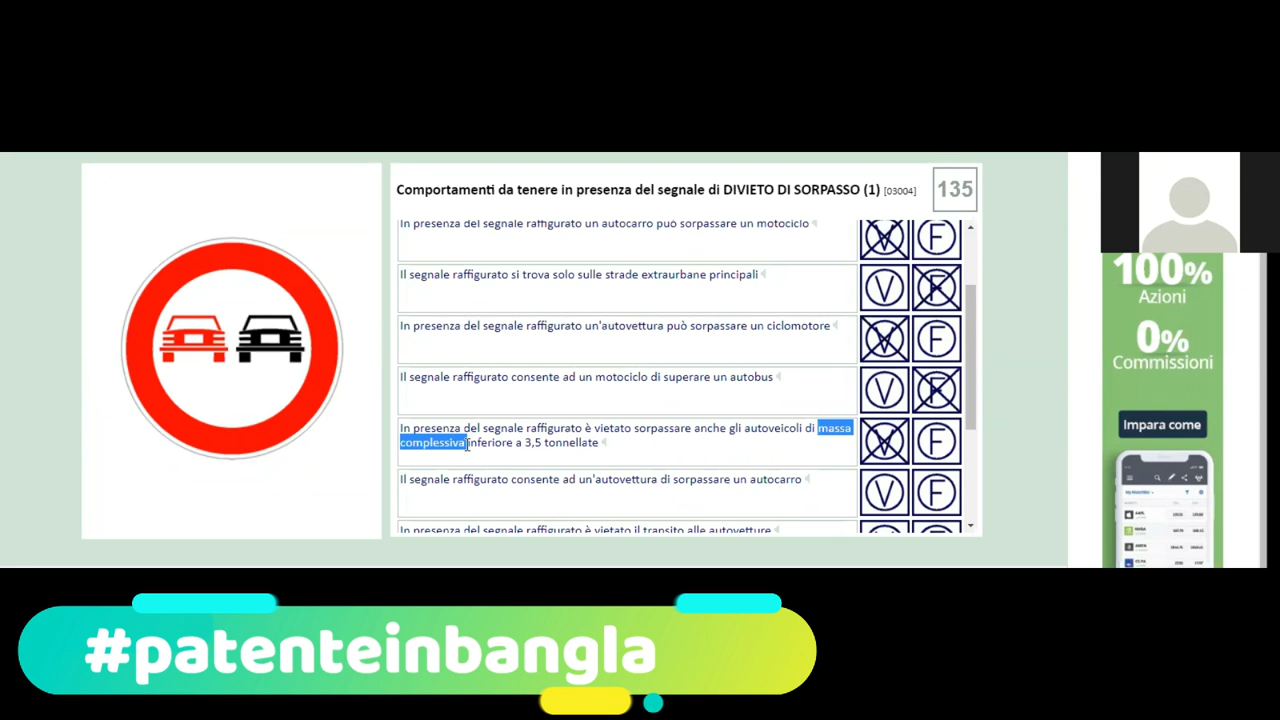 Comportamenti da tenere in presenza del segnale di DIVIETO DI SORPASSO (1) [03004]
135
In presenza del segnale raffigurato un autocarro può sorpassare un motociclo
V F
Il segnale raffigurato si trova solo sulle strade extraurbane principali
V F
In presenza del segnale raffigurato un'autovettura può sorpassare un ciclomotore
V F
Il segnale raffigurato consente ad un motociclo di superare un autobus
V F
In presenza del segnale raffigurato è vietato sorpassare anche gli autoveicoli di massa
complessiva inferiore a 3,5 tonnellate
V F
Il segnale raffigurato consente ad un'autovettura di sorpassare un autocarro
V F
In presenza del segnale raffigurato è vietato il transito alle autovetture
100%
Azioni
0%
Commissioni
Impara come
#patenteinbangla